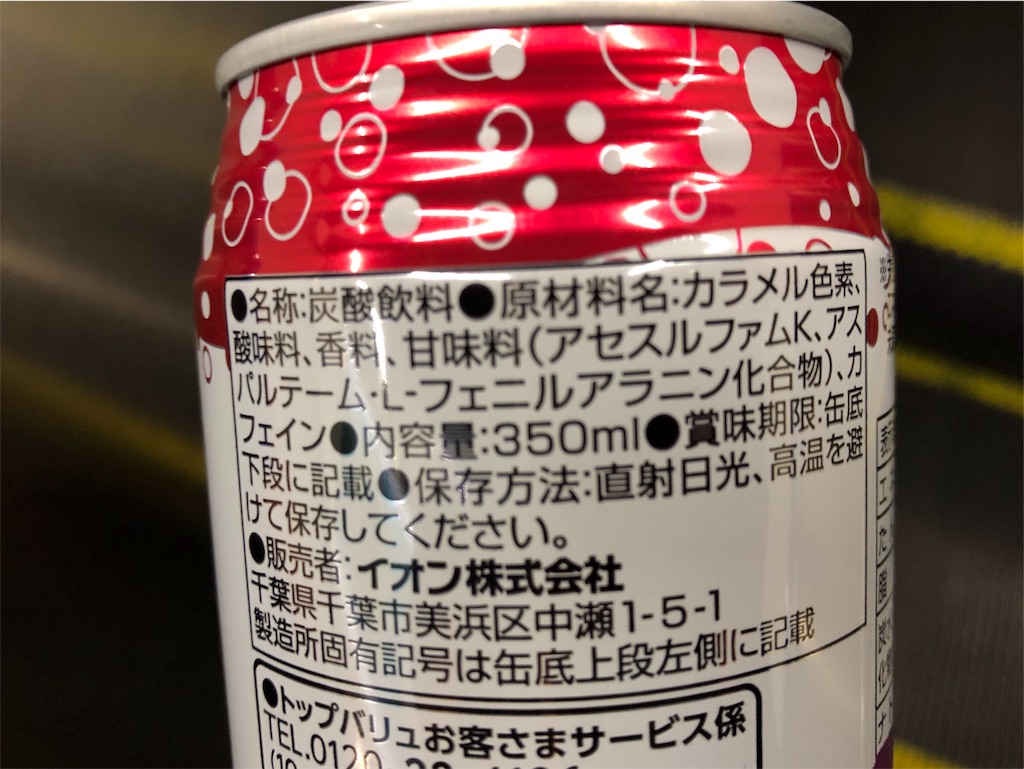 ●名称:炭酸飲料●原材料名:カラメル色素、
酸味料、香料、甘味料(アセスルファムK、アス
パルテーム・L-フェニルアラニン化合物)、カ
フェイン●内容量:350ml●賞味期限:缶底
下段に記載●保存方法:直射日光、高温を避
けて保存してください。
●販売者:イオン株式会社
千葉県千葉市美浜区中瀬1-5-1
製造所固有記号は缶底上段左側に記載
●トップバリュお客さまサービス係
TEL.0120